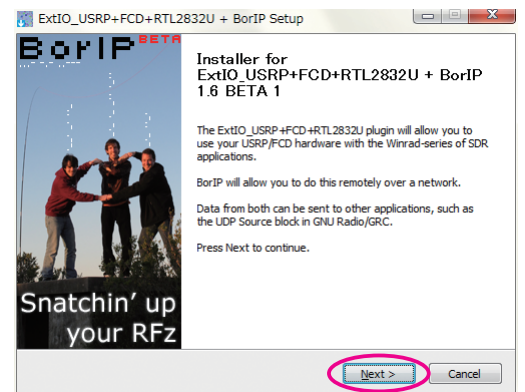 ExtIO_USRP+FCD+RTL2832U + BorIP Setup
BorIP BETA
Installer for
ExtIO_USRP+FCD+RTL2832U + BorIP
1.6 BETA 1
The ExtIO_USRP+FCD+RTL2832U plugin will allow you to
use your USRP/FCD hardware with the Winrad-series of SDR
applications.
BorIP will allow you to do this remotely over a network.
Data from both can be sent to other applications, such as
the UDP Source block in GNU Radio/GRC.
Press Next to continue.
Snatchin' up
your RFz
Next >
Cancel